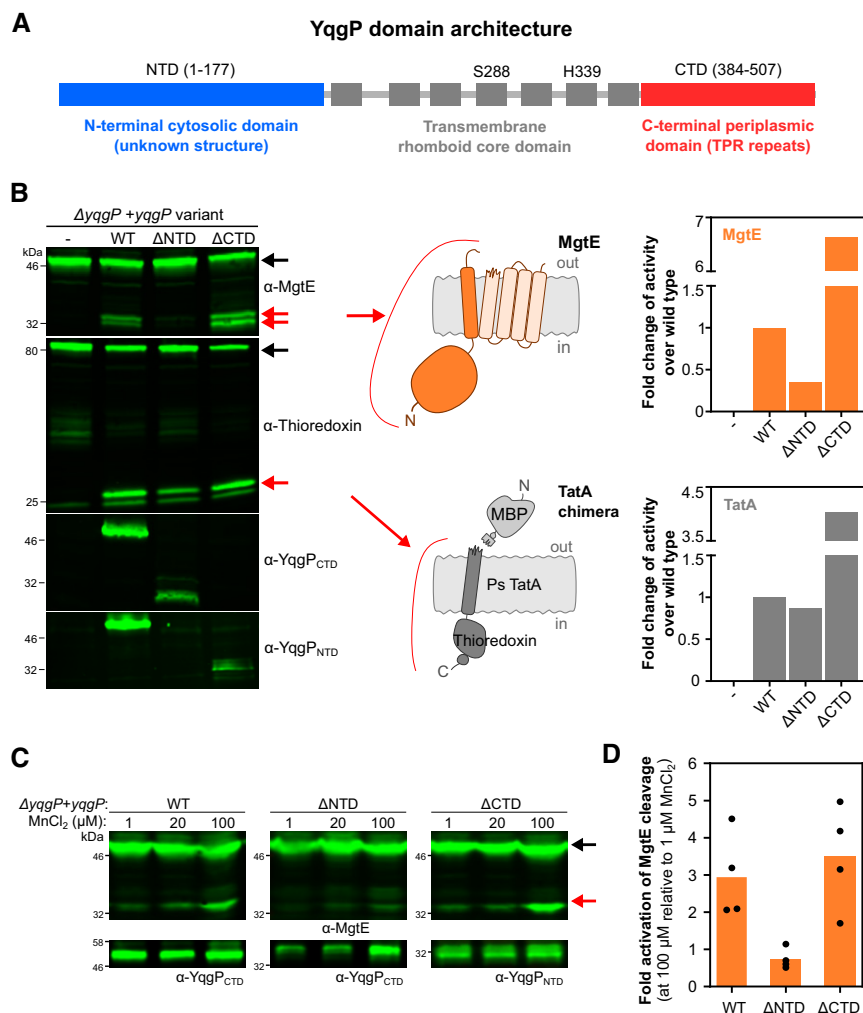 A
YqgP domain architecture
NTD (1-177)
S288
H339
CTD (384-507)
N-terminal cytosolic domain
(unknown structure)
Transmembrane
rhomboid core domain
C-terminal periplasmic
domain (TPR repeats)
B
ΔyqgP +yqgP variant
- WT ΔNTD ΔCTD
kDa
46
α-MgtE
32
80
α-Thioredoxin
25
46
α-YqgPCTD
32
46
α-YqgPNTD
32
MgtE
out
in
N
N
TatA
chimera
MBP
out
Ps TatA
in
Thioredoxin
C
Fold change of activity
over wild type
7
6
1.5
1
0.5
0
MgtE
- WT ΔNTD ΔCTD
Fold change of activity
over wild type
4.5
3.5
1.5
1
0.5
0
TatA
- WT ΔNTD ΔCTD
C
ΔyqgP+yqgP: WT ΔNTD ΔCTD
MnCl2 (µM): 1 20 100 1 20 100 1 20 100
kDa
46 46 46
32 32 32
α-MgtE
58
46
32
32
α-YqgPCTD α-YqgPCTD α-YqgPNTD
D
Fold activation of MgtE cleavage
(at 100 µM relative to 1 µM MnCl2)
6
5
4
3
2
1
0
WT ΔNTD ΔCTD